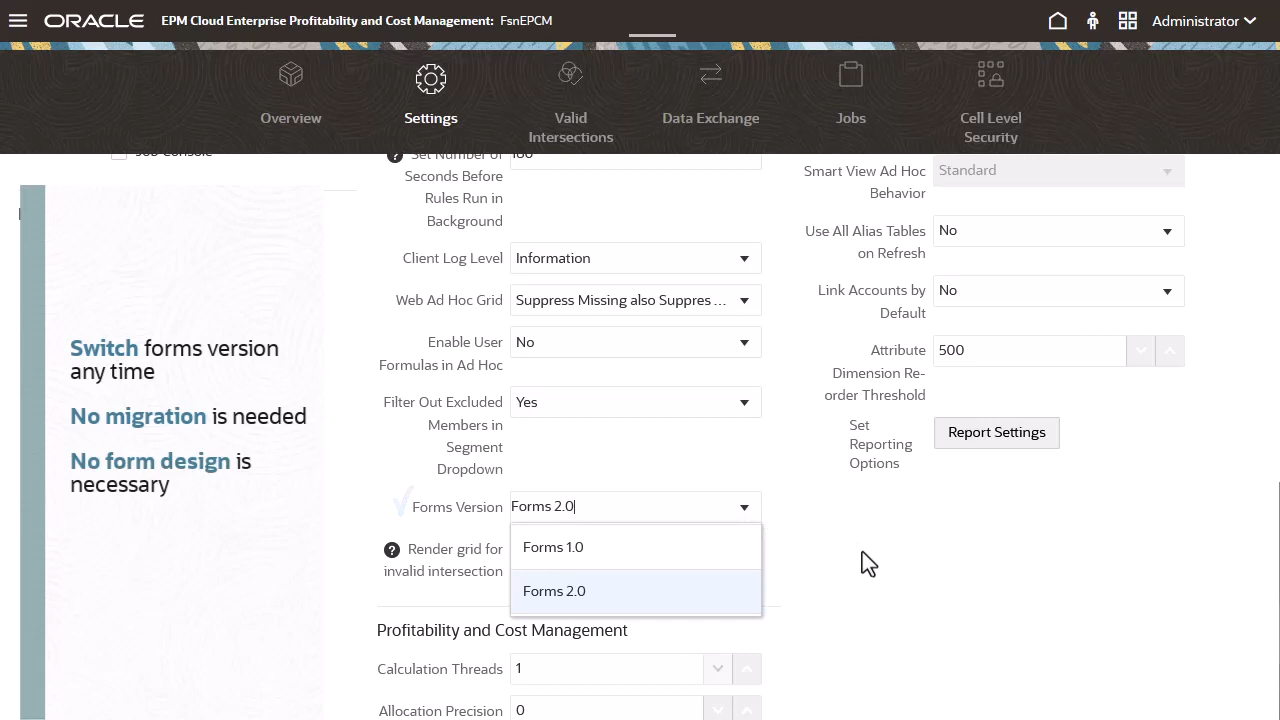 ORACLE EPM Cloud Enterprise Profitability and Cost Management: FsnEPCM Administrator
Overview
Settings
Valid
Intersections
Data Exchange
Jobs
Cell Level
Security
Job Console
Switch forms version
any time
No migration is needed
No form design is
necessary
Set Number of
Seconds Before
Rules Run in
Background
180
Client Log Level Information
Web Ad Hoc Grid Suppress Missing also Suppres ...
Enable User
Formulas in Ad Hoc
No
Filter Out Excluded
Members in
Segment
Dropdown
Yes
Forms Version Forms 2.0
Forms 1.0
Forms 2.0
Render grid for
invalid intersection
Profitability and Cost Management
Calculation Threads 1
Allocation Precision 0
Smart View Ad Hoc
Behavior
Standard
Use All Alias Tables
on Refresh
No
Link Accounts by
Default
No
Attribute
Dimension Re-
order Threshold
500
Set
Reporting
Options
Report Settings